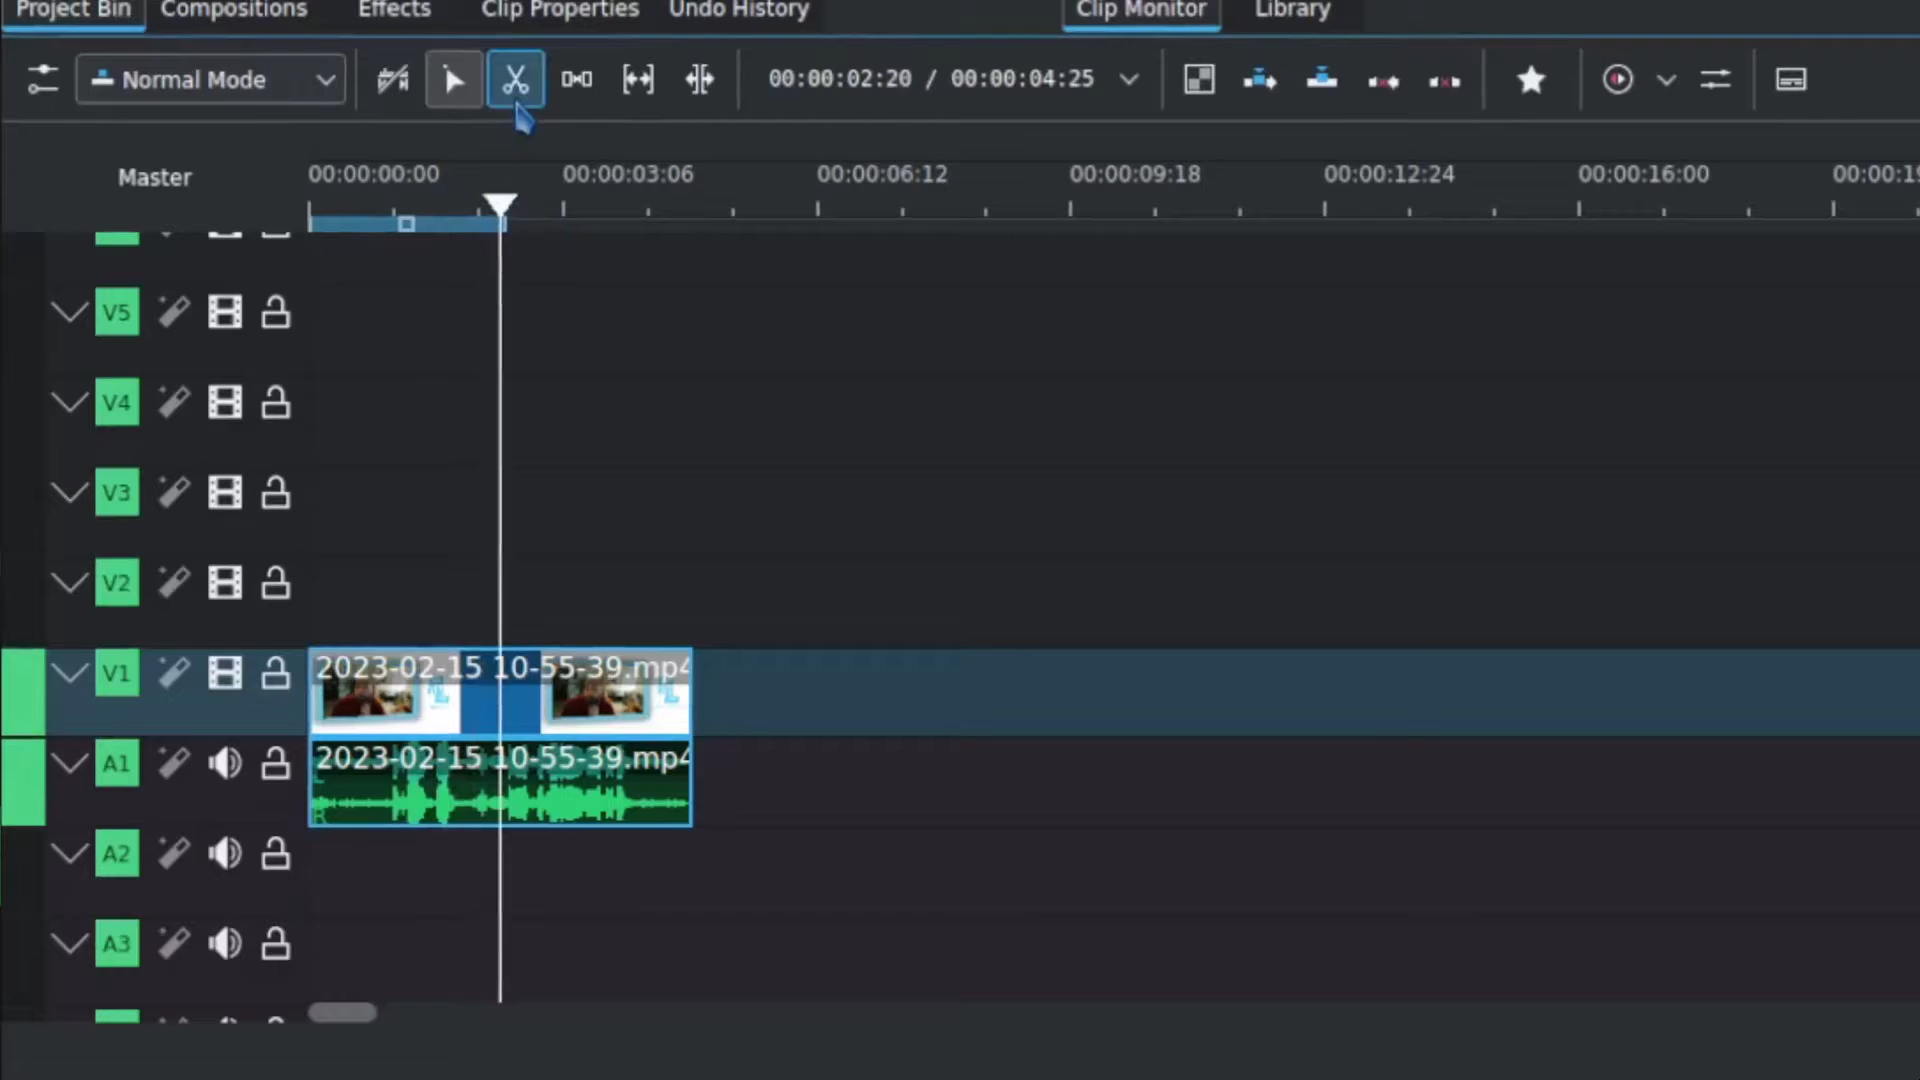 Project Bin Compositions Effects Clip Properties Undo History Clip Monitor Library
Normal Mode 00:00:02:20 / 00:00:04:25
Master 00:00:00:00 00:00:03:06 00:00:06:12 00:00:09:18 00:00:12:24 00:00:16:00 00:00:19
V5
V4
V3
V2
V1 2023-02-15 10-55-39.mp4
A1 2023-02-15 10-55-39.mp4
R
A2
A3